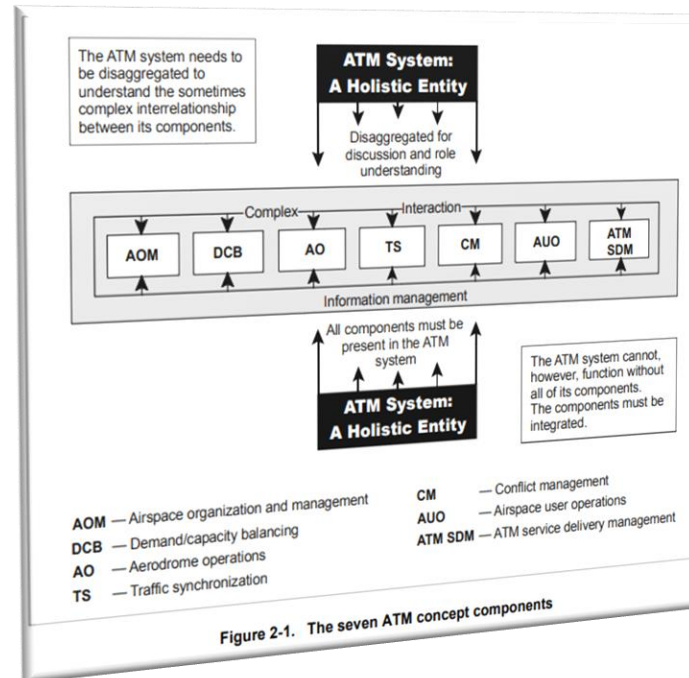 The ATM system needs to
be disaggregated to
understand the sometimes
complex interrelationship
between its components.
ATM System:
A Holistic Entity
Disaggregated for
discussion and role
understanding
Complex
Interaction
AOM
DCB
AO
TS
CM
AUO
ATM
SDM
Information management
All components must be
present in the ATM
system
ATM System:
A Holistic Entity
The ATM system cannot,
however, function without
all of its components.
The components must be
integrated.
AOM — Airspace organization and management
DCB — Demand/capacity balancing
AO — Aerodrome operations
TS — Traffic synchronization
CM — Conflict management
AUO — Airspace user operations
ATM SDM — ATM service delivery management
Figure 2-1. The seven ATM concept components